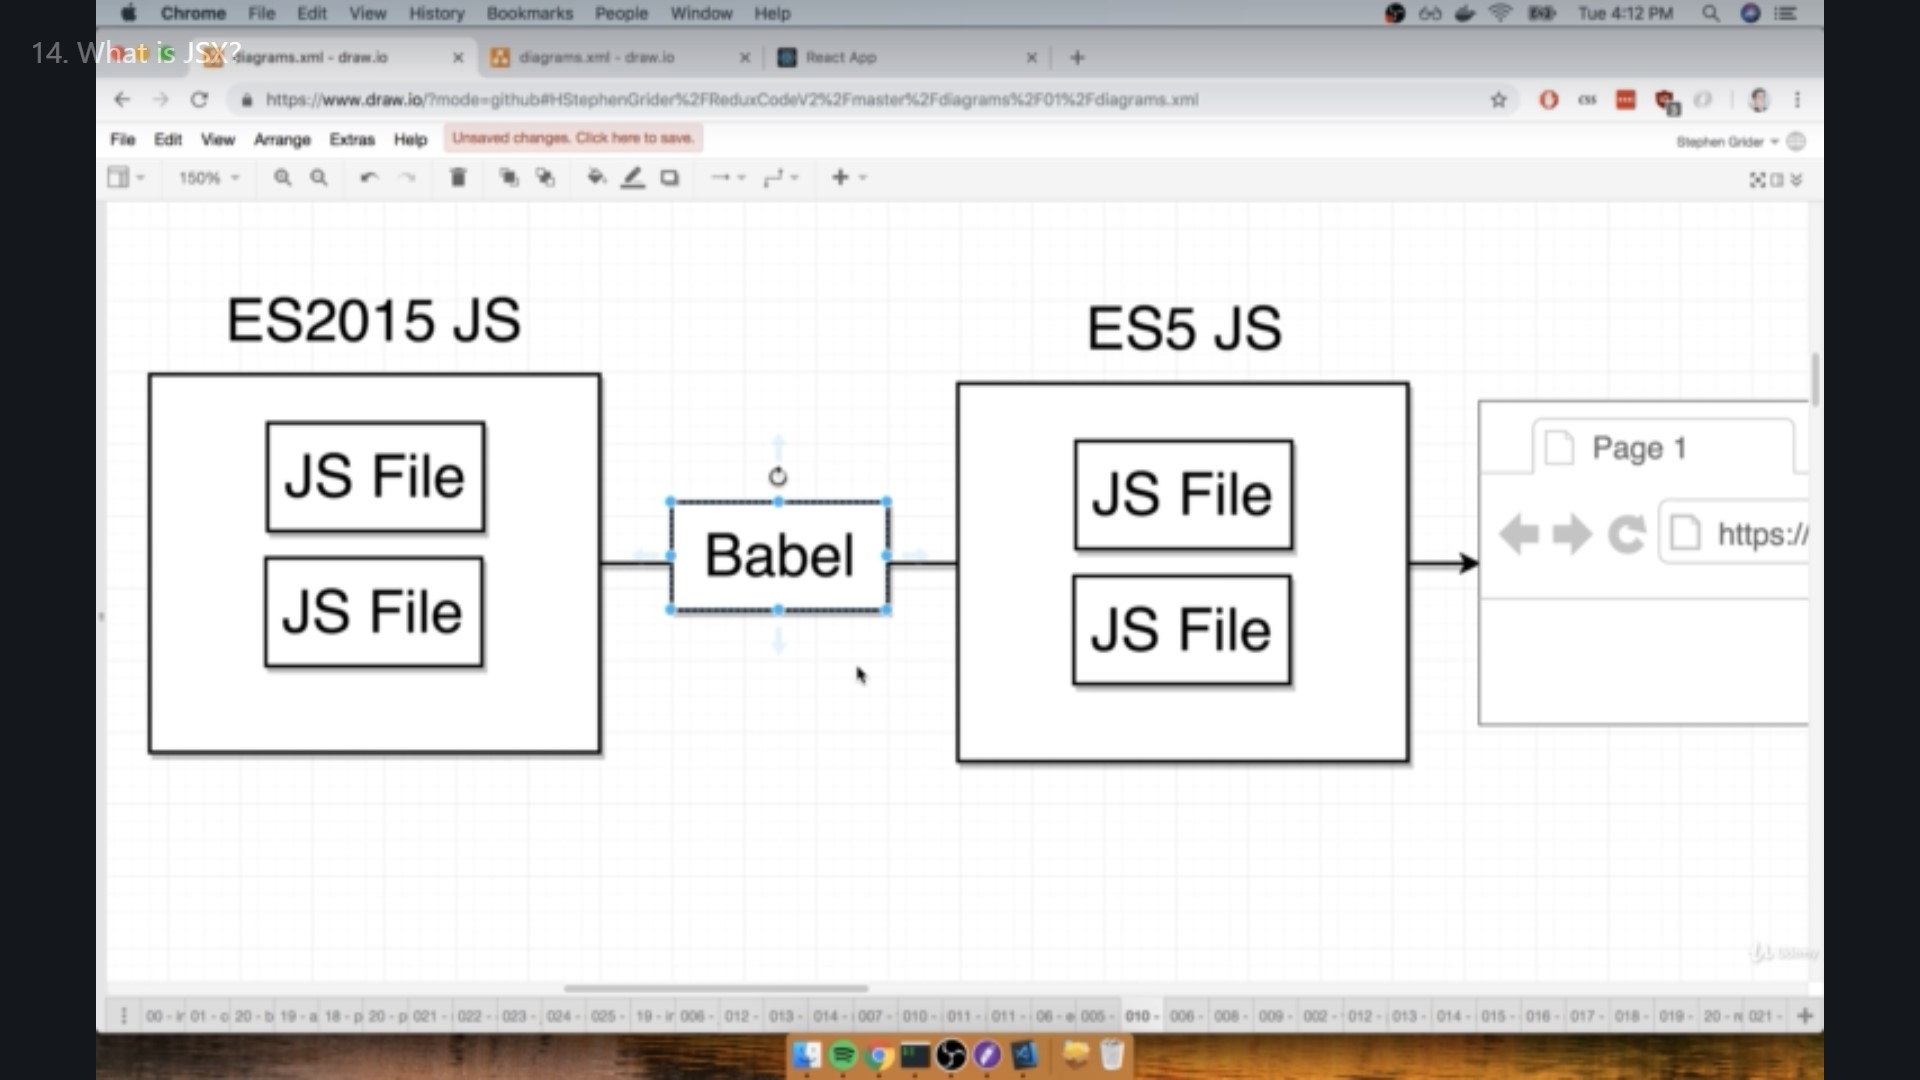 Chrome File Edit View History Bookmarks People Window Help Tue 4:12 PM
14. What is JSX?
diagrams.xml - draw.io diagrams.xml - draw.io React App
https://www.draw.io/?mode=github#HStephenGrider%2FReduxCodeV2%2Fmaster%2Fdiagrams%2F01%2Fdiagrams.xml
File Edit View Arrange Extras Help Unsaved changes. Click here to save. Stephen Grider
150%
ES2015 JS
ES5 JS
JS File
JS File
Babel
JS File
JS File
Page 1
https://
Udemy
00 - ir 01 - c 20 - b 19 - a 18 - p 20 - p 021 - 022 - 023 - 024 - 025 - 19 - ir 006 - 012 - 013 - 014 - 007 - 010 - 011 - 011 - 06 - e 005 - 010 - 006 - 008 - 009 - 002 - 012 - 013 - 014 - 015 - 016 - 017 - 018 - 019 - 20 - n 021 -